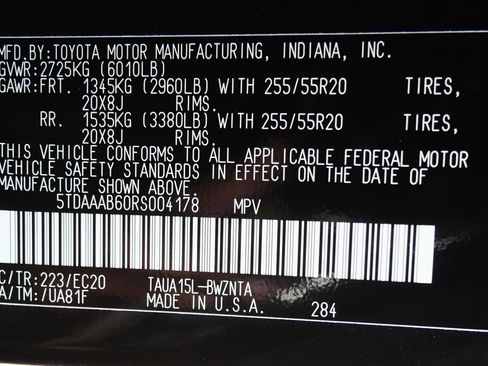 MFD.BY:TOYOTA MOTOR MANUFACTURING, INDIANA, INC.
GVWR:2725KG (6010LB)
GAWR:FRT. 1345KG (2960LB) WITH 255/55R20 TIRES,
20X8J RIMS.
RR. 1535KG (3380LB) WITH 255/55R20 TIRES,
20X8J RIMS.
THIS VEHICLE CONFORMS TO ALL APPLICABLE FEDERAL MOTOR
VEHICLE SAFETY STANDARDS IN EFFECT ON THE DATE OF
MANUFACTURE SHOWN ABOVE.
5TDAAAB60RS004178 MPV
C/TR:223/EC20 TAUA15L-BWZNTA
A/TM:/UA81F MADE IN U.S.A. 284